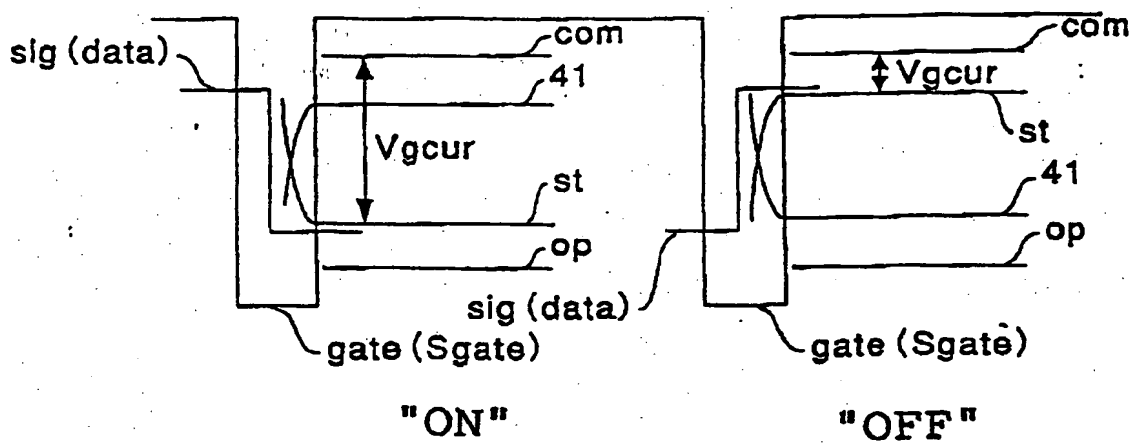 com
com
sig (data)
41
Vgcur
Vgcur
st
st
41
op
op
sig (data)
gate (Sgate)
gate (Sgate)
"ON"
"OFF"